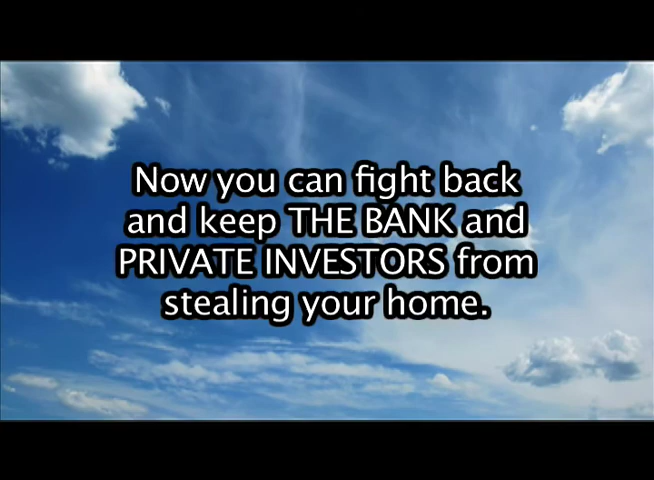 Now you can fight back
and keep THE BANK and
PRIVATE INVESTORS from
stealing your home.